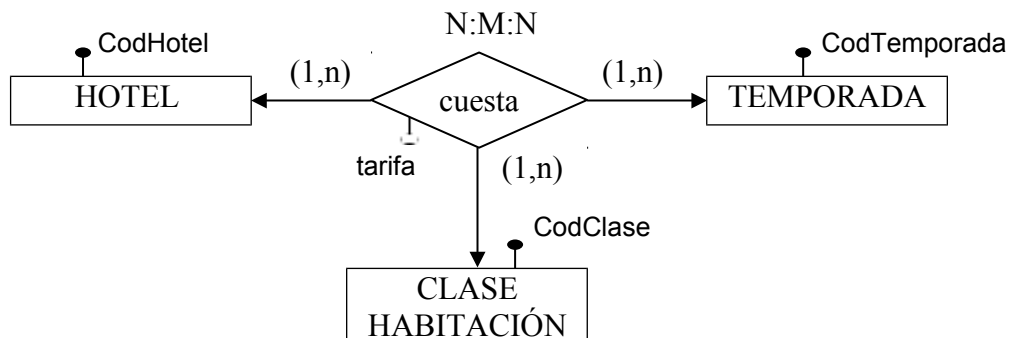 N:M:N
CodHotel
CodTemporada
(1,n)
(1,n)
HOTEL
cuesta
TEMPORADA
tarifa
(1,n)
CodClase
CLASE
HABITACIÓN